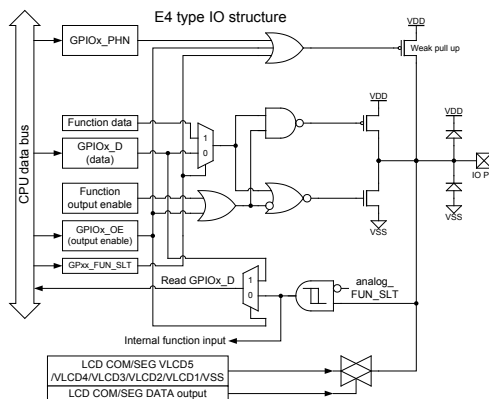 E4 type IO structure
VDD
GPIOx_PHN
Weak pull up
CPU data bus
Function data
1
0
GPIOx_D
(data)
VDD
VDD
IO P
Function
output enable
GPIOx_OE
(output enable)
VSS
VSS
GPxx_FUN_SLT
Read GPIOx_D
1
0
analog_
FUN_SLT
Internal function input
LCD COM/SEG VLCD5
/VLCD4/VLCD3/VLCD2/VLCD1/VSS
LCD COM/SEG DATA output